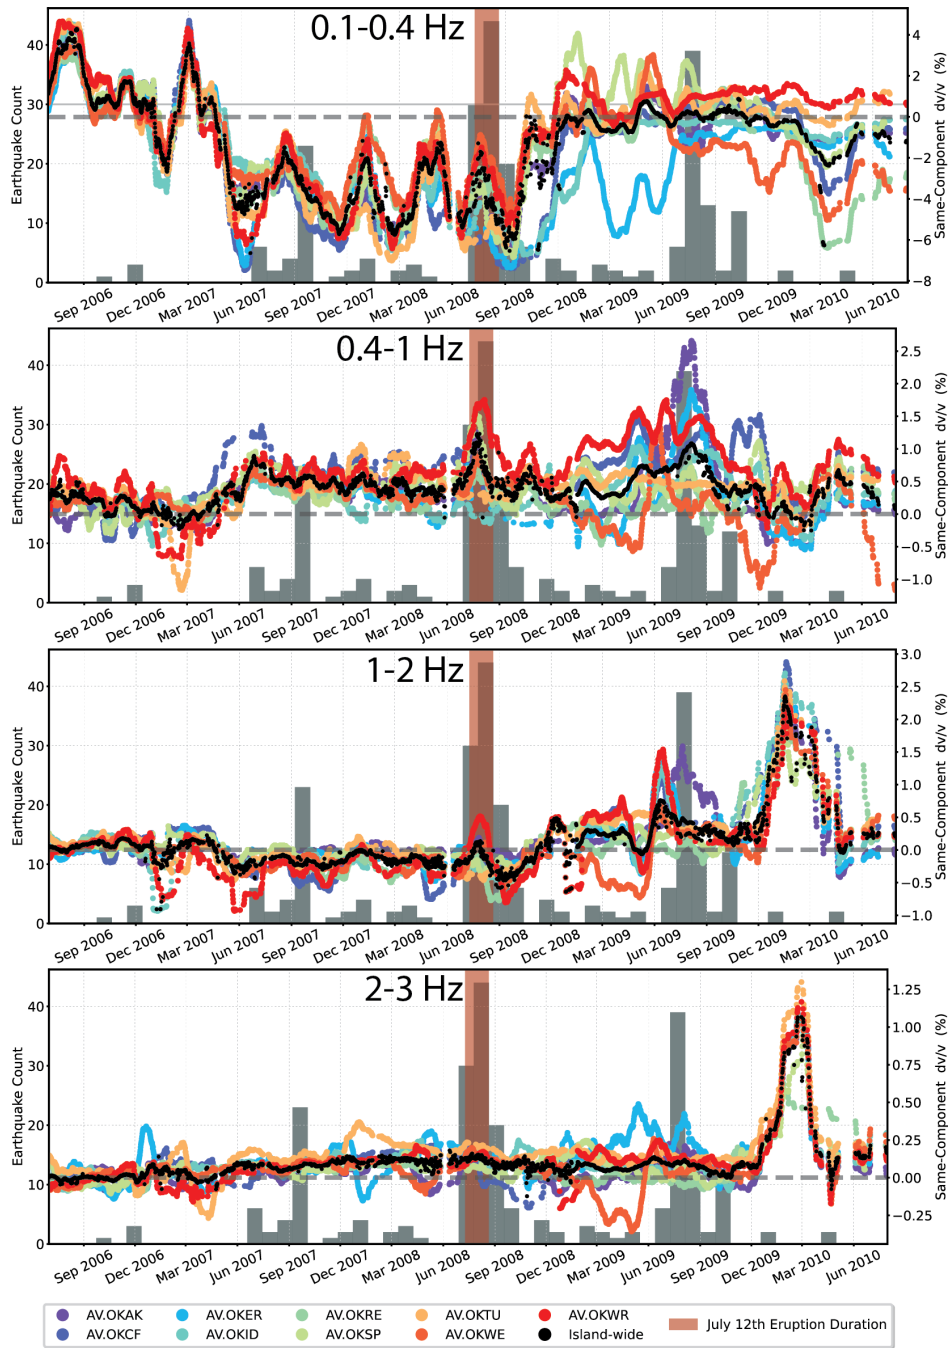 0.1-0.4 Hz
Earthquake Count
40
30
20
10
0
4
2
0
−2
−4
−6
−8
Same-Component dv/v (%)
Sep 2006
Dec 2006
Mar 2007
Jun 2007
Sep 2007
Dec 2007
Mar 2008
Jun 2008
Sep 2008
Dec 2008
Mar 2009
Jun 2009
Sep 2009
Dec 2009
Mar 2010
Jun 2010
0.4-1 Hz
Earthquake Count
40
30
20
10
0
2.5
2.0
1.5
1.0
0.5
0.0
−0.5
−1.0
Same-Component dv/v (%)
Sep 2006
Dec 2006
Mar 2007
Jun 2007
Sep 2007
Dec 2007
Mar 2008
Jun 2008
Sep 2008
Dec 2008
Mar 2009
Jun 2009
Sep 2009
Dec 2009
Mar 2010
Jun 2010
1-2 Hz
Earthquake Count
40
30
20
10
0
3.0
2.5
2.0
1.5
1.0
0.5
0.0
−0.5
−1.0
Same-Component dv/v (%)
Sep 2006
Dec 2006
Mar 2007
Jun 2007
Sep 2007
Dec 2007
Mar 2008
Jun 2008
Sep 2008
Dec 2008
Mar 2009
Jun 2009
Sep 2009
Dec 2009
Mar 2010
Jun 2010
2-3 Hz
Earthquake Count
40
30
20
10
0
1.25
1.00
0.75
0.50
0.25
0.00
−0.25
Same-Component dv/v (%)
Sep 2006
Dec 2006
Mar 2007
Jun 2007
Sep 2007
Dec 2007
Mar 2008
Jun 2008
Sep 2008
Dec 2008
Mar 2009
Jun 2009
Sep 2009
Dec 2009
Mar 2010
Jun 2010
AV.OKAK
AV.OKCF
AV.OKER
AV.OKID
AV.OKRE
AV.OKSP
AV.OKTU
AV.OKWE
AV.OKWR
Island-wide
July 12th Eruption Duration